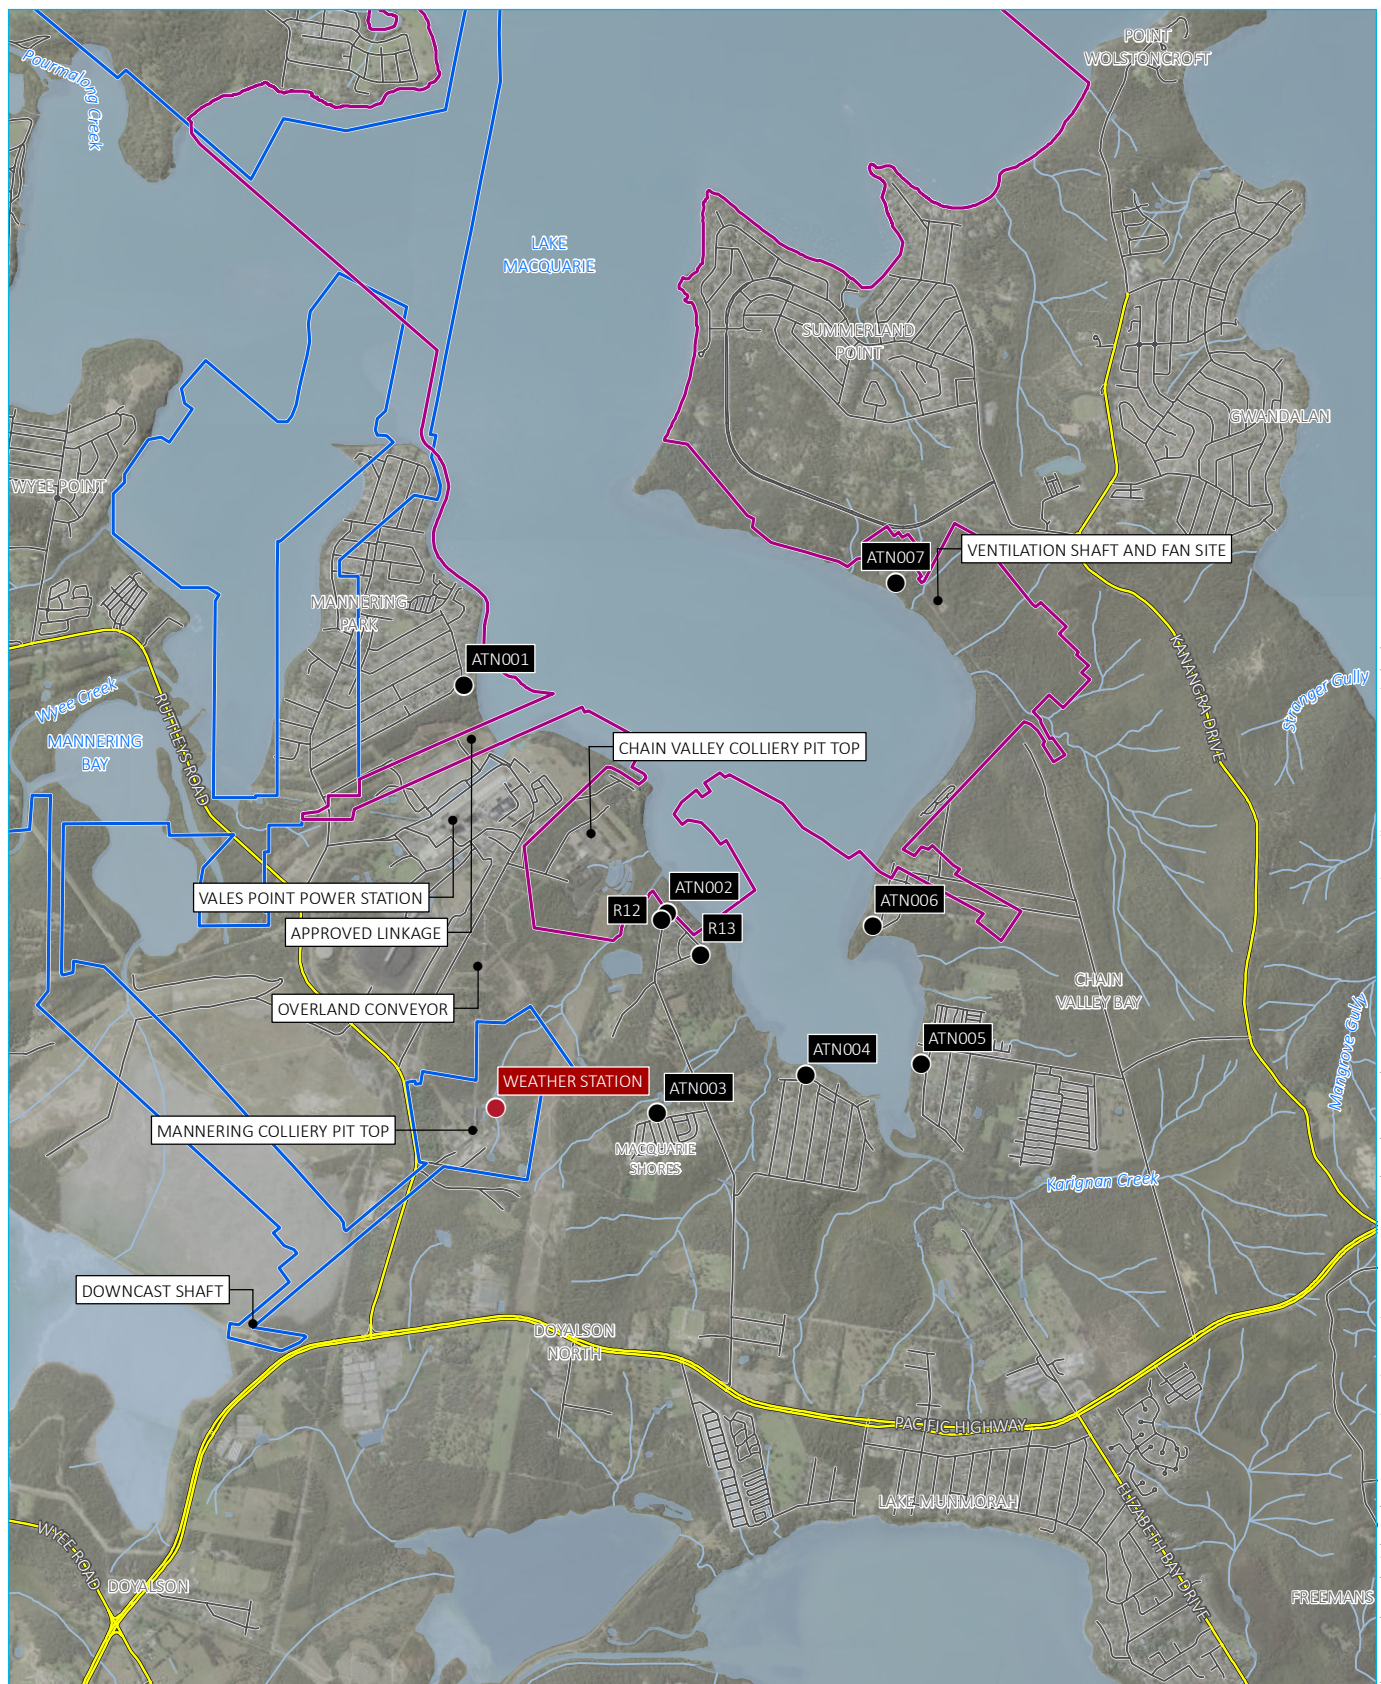 POINT
WOLSTONCROFT
Pourmalong Creek
LAKE
MACQUARIE
SUMMERLAND
POINT
GWANDALAN
WYEE POINT
ATN007
VENTILATION SHAFT AND FAN SITE
MANNERING
PARK
ATN001
KANANGRA DRIVE
Stranger Gully
Wyee Creek
RUTTLEYS ROAD
MANNERING
BAY
CHAIN VALLEY COLLIERY PIT TOP
VALES POINT POWER STATION
ATN002
R12
ATN006
R13
APPROVED LINKAGE
OVERLAND CONVEYOR
CHAIN
VALLEY BAY
Mangrove Gully
ATN005
ATN004
WEATHER STATION
ATN003
MANNERING COLLIERY PIT TOP
MACQUARIE
SHORES
Karignan Creek
DOWNCAST SHAFT
DOYALSON
NORTH
PACIFIC HIGHWAY
LAKE MUNMORAH
ELIZABETH BAY DRIVE
WYEE ROAD
DOYALSON
FREEMANS